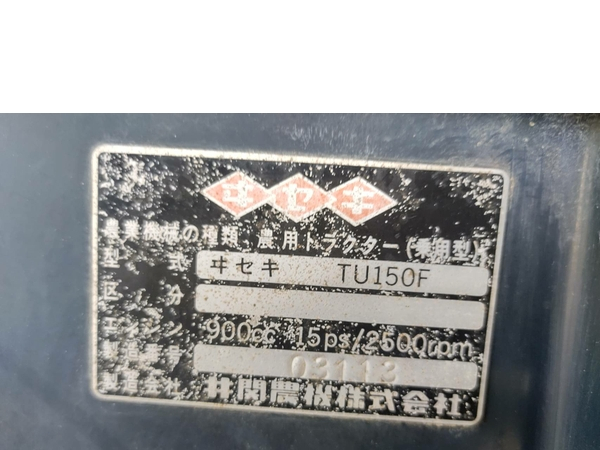 ヰセキ
農業機械の種類 農用トラクター(乗用型)
型式 ヰセキ TU150F
区分
エンジン 900cc 15ps/2500rpm
製造番号 03113
製造会社 井関農機株式会社